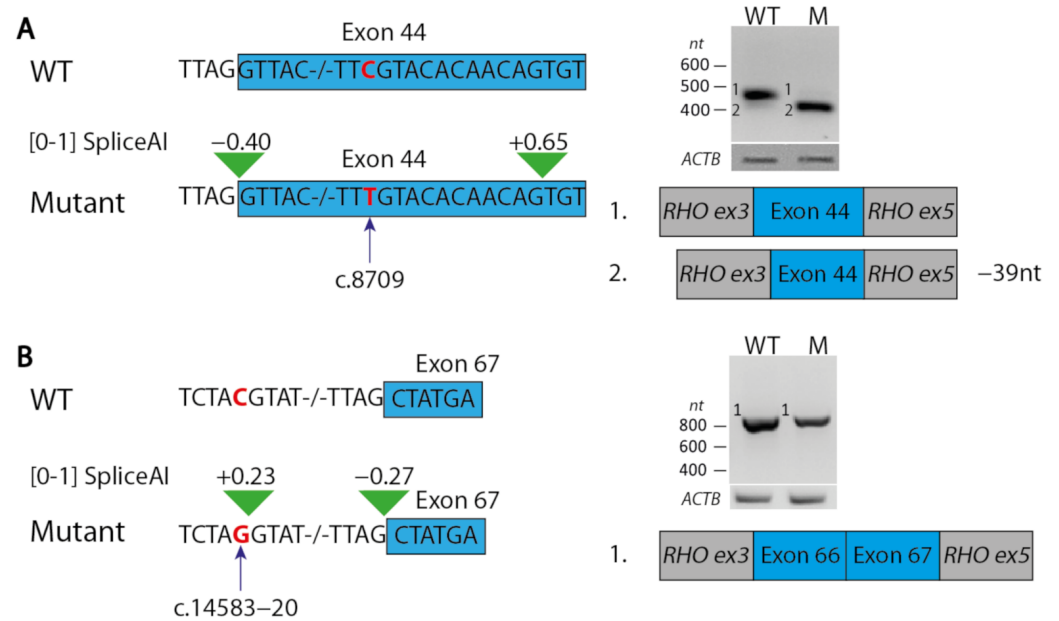 A
Exon 44
WT
TTAG GTTAC-/-TTCGTACACAACAGTGT
[0-1] SpliceAI
−0.40
+0.65
Exon 44
Mutant
TTAG GTTAC-/-TTTGTACACAACAGTGT
c.8709
WT M
nt
600
500
400
1 1
2 2
ACTB
1. RHO ex3 Exon 44 RHO ex5
2. RHO ex3 Exon 44 RHO ex5 −39nt
B
Exon 67
WT
TCTACGTAT-/-TTAG CTATGA
[0-1] SpliceAI
+0.23
−0.27
Exon 67
Mutant
TCTAGGTAT-/-TTAG CTATGA
c.14583−20
WT M
nt
1 1
800
600
400
ACTB
1. RHO ex3 Exon 66 Exon 67 RHO ex5